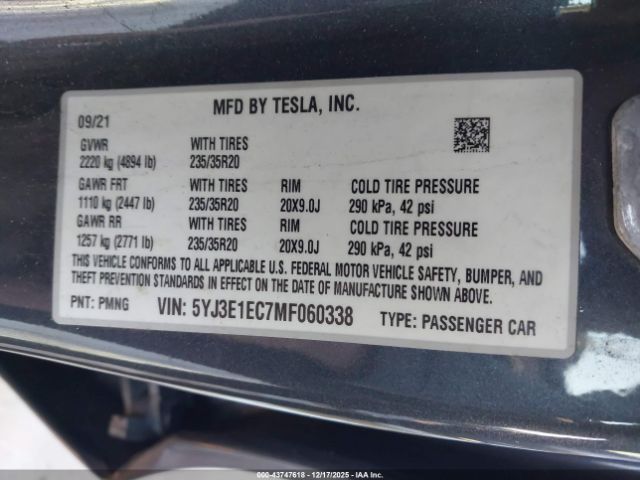 MFD BY TESLA, INC.
09/21
GVWR WITH TIRES
2220 kg (4894 lb) 235/35R20
GAWR FRT WITH TIRES RIM COLD TIRE PRESSURE
1110 kg (2447 lb) 235/35R20 20X9.0J 290 kPa, 42 psi
GAWR RR WITH TIRES RIM COLD TIRE PRESSURE
1257 kg (2771 lb) 235/35R20 20X9.0J 290 kPa, 42 psi
THIS VEHICLE CONFORMS TO ALL APPLICABLE U.S. FEDERAL MOTOR VEHICLE SAFETY, BUMPER, AND
THEFT PREVENTION STANDARDS IN EFFECT ON THE DATE OF MANUFACTURE SHOWN ABOVE.
PNT: PMNG VIN: 5YJ3E1EC7MF060338 TYPE: PASSENGER CAR
000-43747618 - 12/17/2025 - IAA Inc.